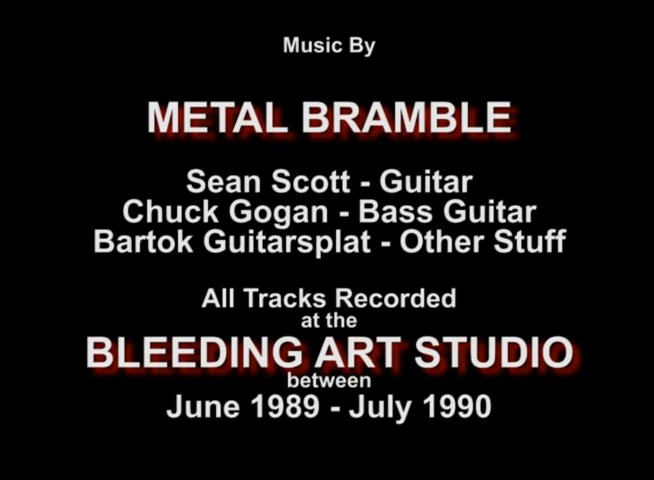 Music By
METAL BRAMBLE
Sean Scott - Guitar
Chuck Gogan - Bass Guitar
Bartok Guitarsplat - Other Stuff
All Tracks Recorded
at the
BLEEDING ART STUDIO
between
June 1989 - July 1990